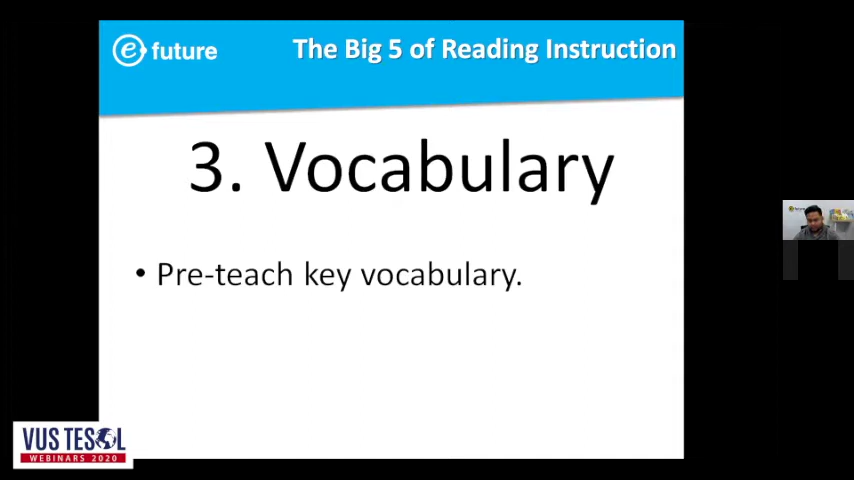 e future
The Big 5 of Reading Instruction
3. Vocabulary
• Pre-teach key vocabulary.
VUS TESOL
WEBINARS 2020